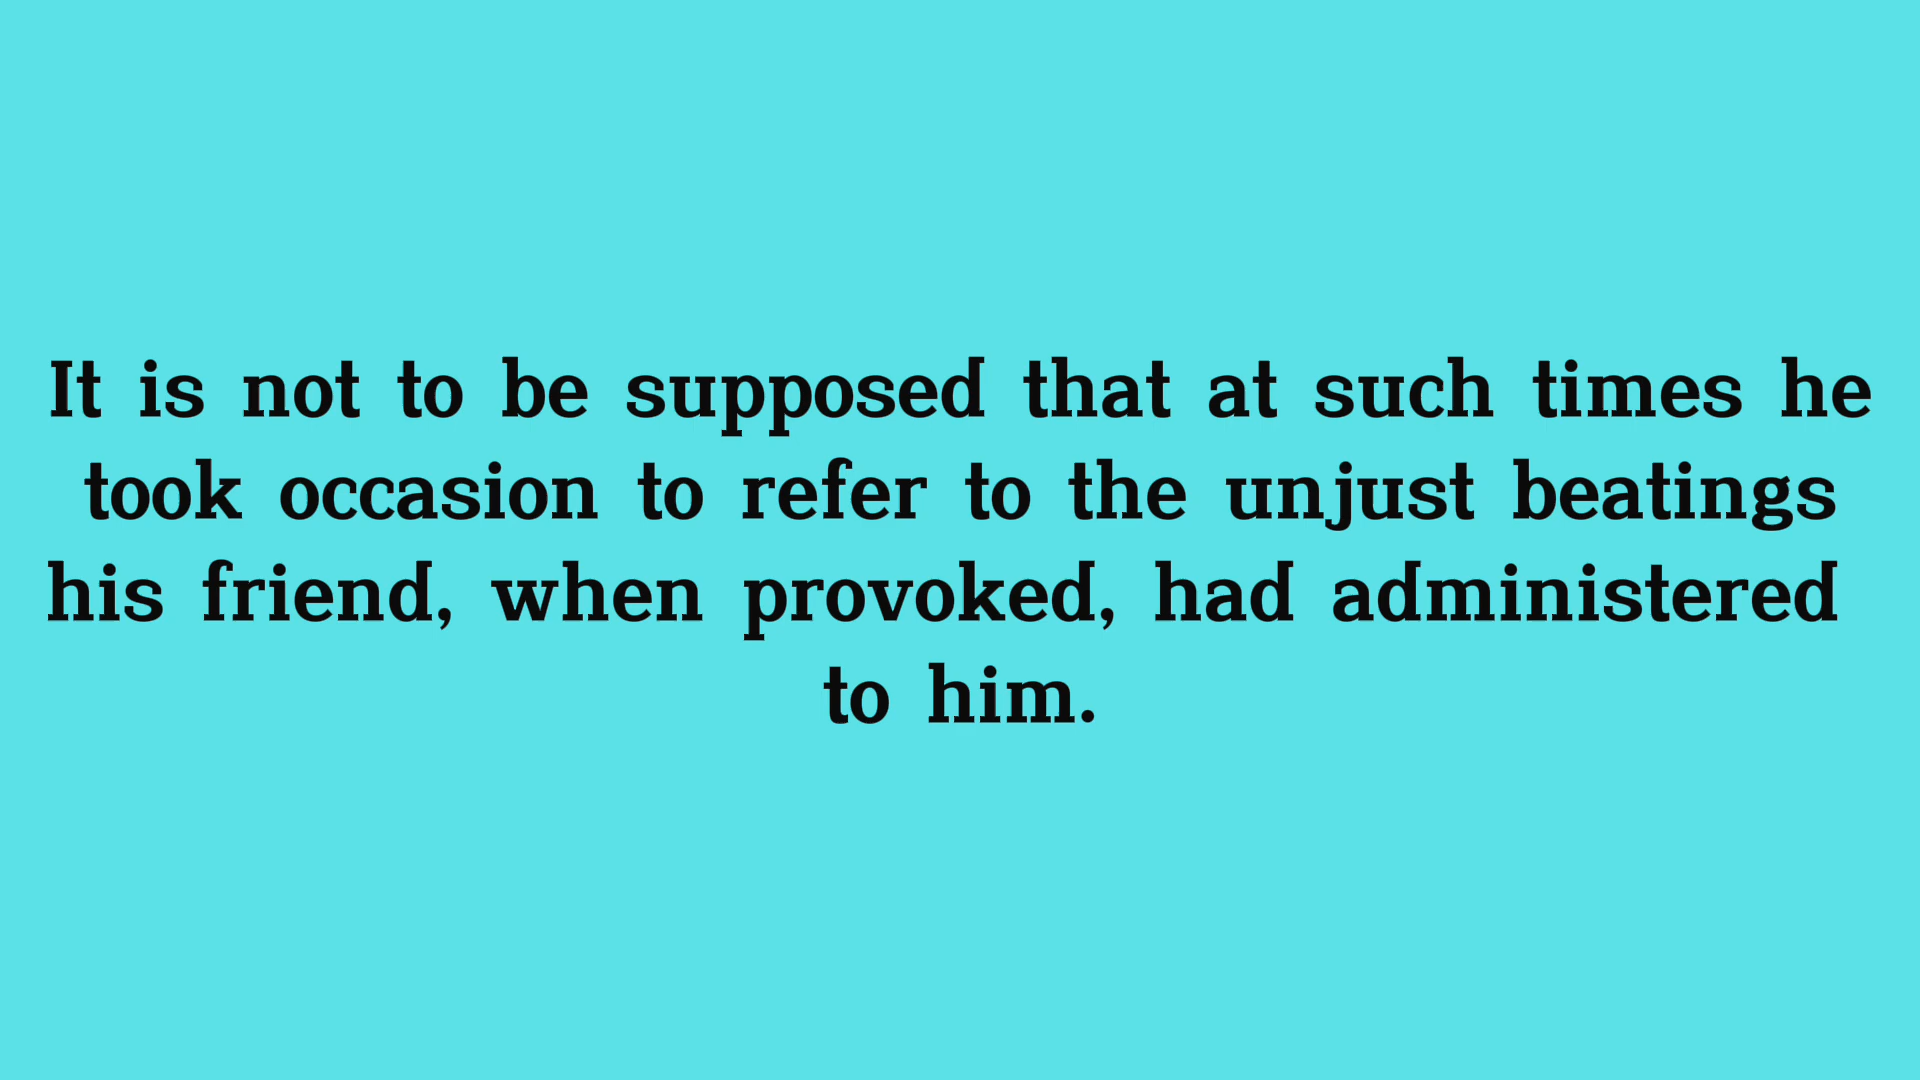 It is not to be supposed that at such times he
took occasion to refer to the unjust beatings
his friend, when provoked, had administered
to him.